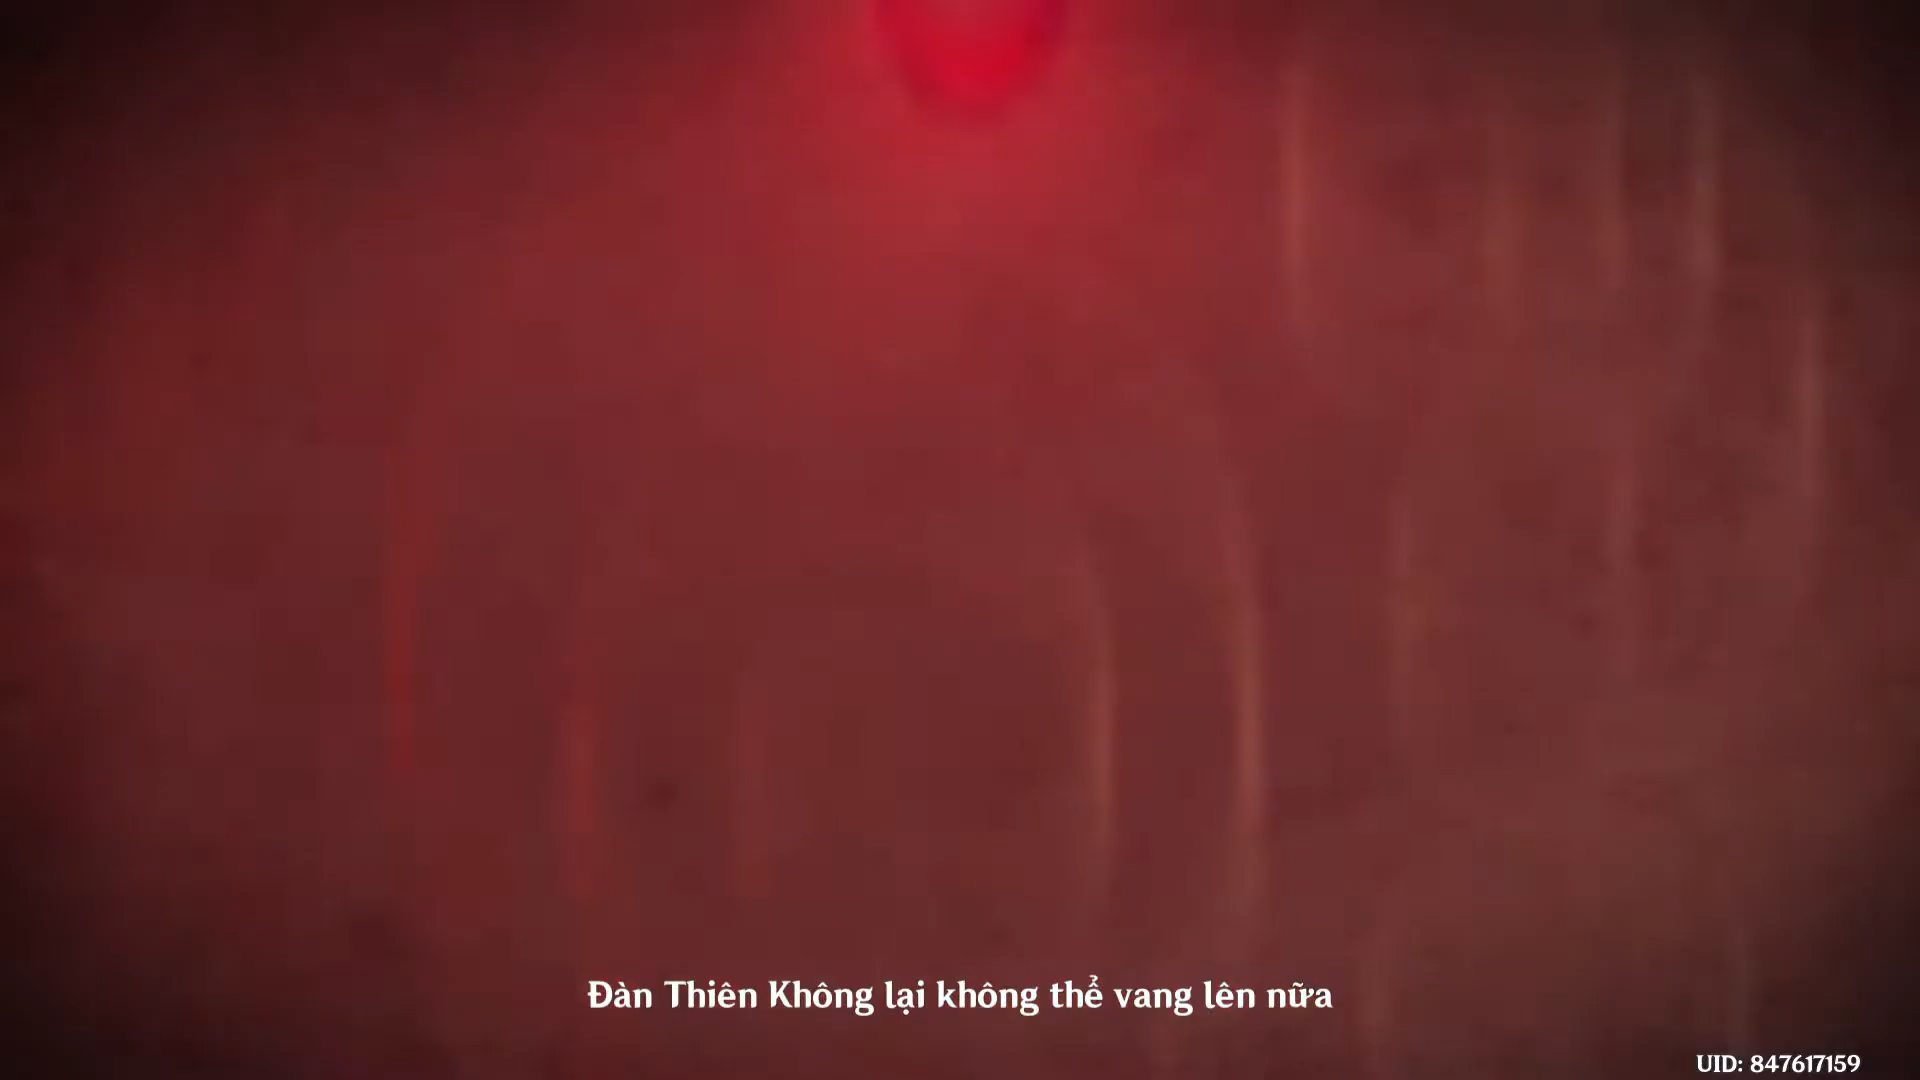 Đàn Thiên Không lại không thể vang lên nữa
UID: 847617159